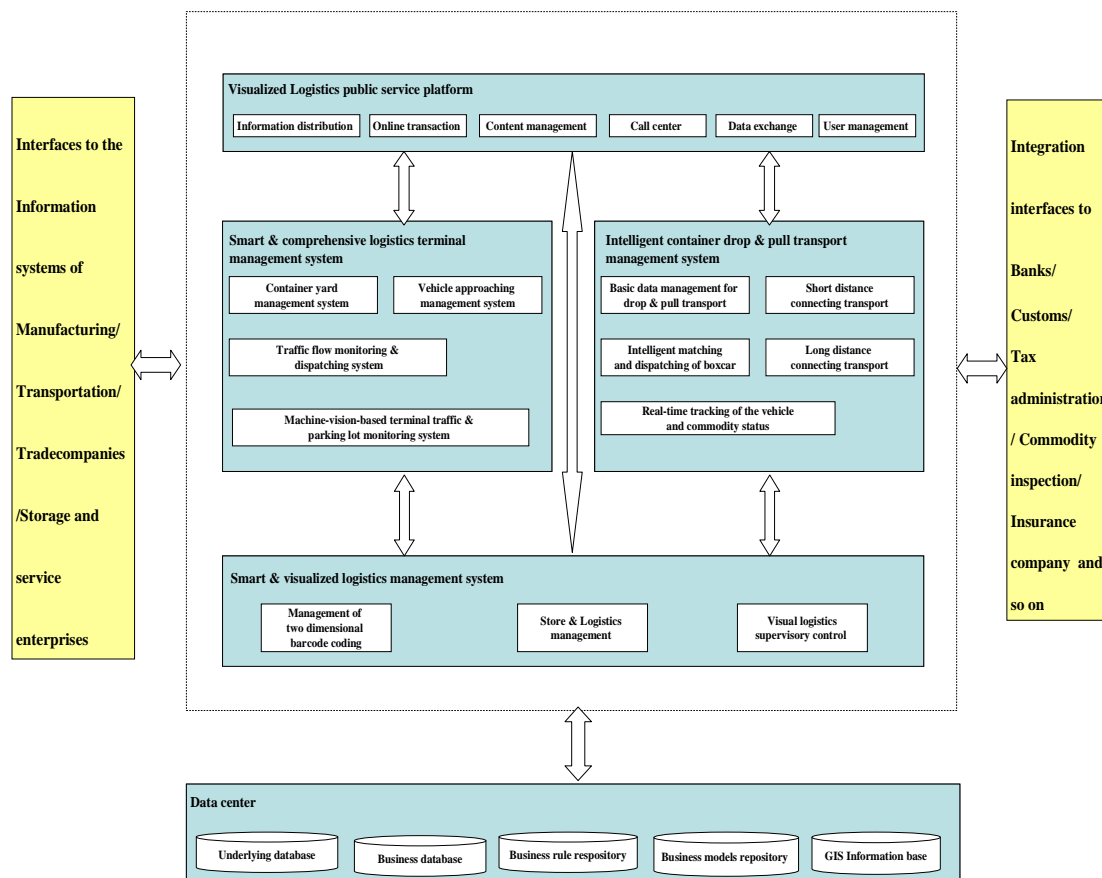 Visualized Logistics public service platform
Information distribution
Online transaction
Content management
Call center
Data exchange
User management
Interfaces to the
Information
systems of
Manufacturing/
Transportation/
Tradecompanies
/Storage and
service
enterprises
Smart & comprehensive logistics terminal
management system
Container yard
management system
Vehicle approaching
management system
Traffic flow monitoring &
dispatching system
Machine-vision-based terminal traffic &
parking lot monitoring system
Intelligent container drop & pull transport
management system
Basic data management for
drop & pull transport
Short distance
connecting transport
Intelligent matching
and dispatching of boxcar
Long distance
connecting transport
Real-time tracking of the vehicle
and commodity status
Integration
interfaces to
Banks/
Customs/
Tax
administration
/ Commodity
inspection/
Insurance
company and
so on
Smart & visualized logistics management system
Management of
two dimensional
barcode coding
Store & Logistics
management
Visual logistics
supervisory control
Data center
Underlying database
Business database
Business rule respository
Business models repository
GIS Information base